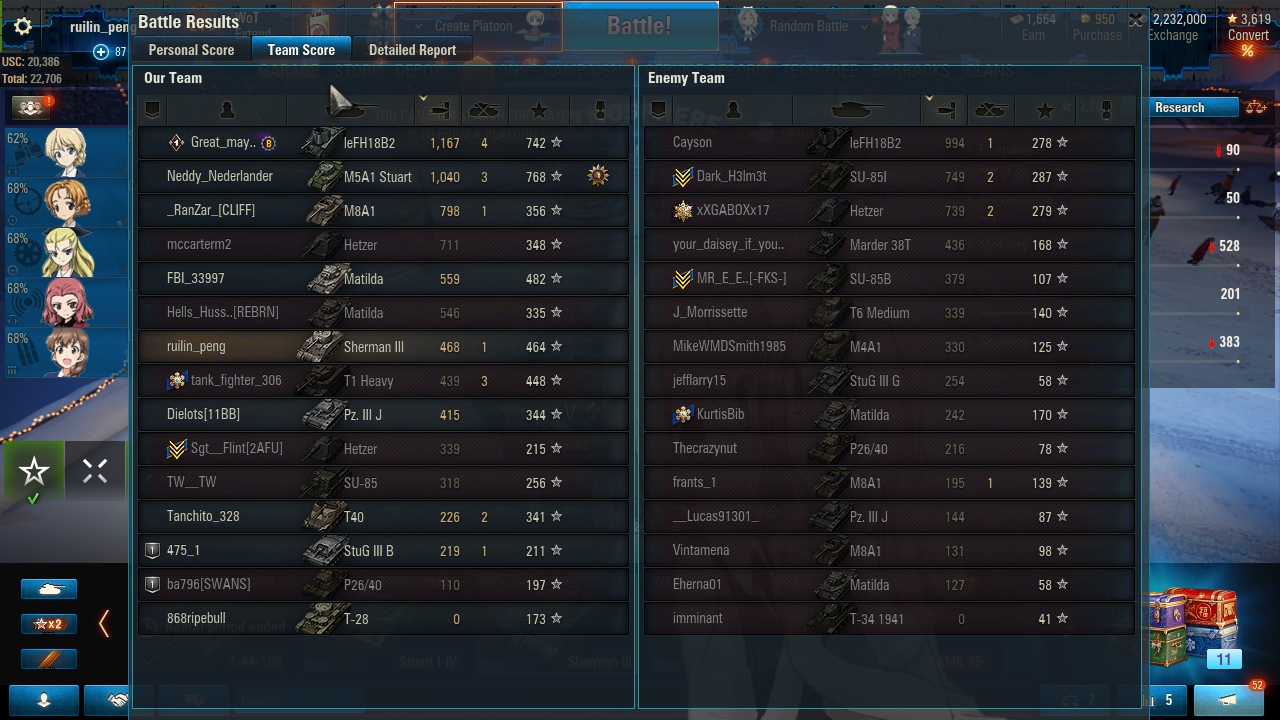 ruilin_peng
87
USC: 20,386
Total: 22,706
62%
68%
68%
68%
68%
Battle Results
Create Platoon
Battle!
Random Battle
1,664
Earn
950
Purchase
2,232,000
Exchange
3,619
Convert
%
Personal Score
Team Score
Detailed Report
Our Team
Great_may.. B leFH18B2 1,167 4 742
Neddy_Nederlander M5A1 Stuart 1,040 3 768
_RanZar_[CLIFF] M8A1 798 1 356
mccarterm2 Hetzer 711 348
FBI_33997 Matilda 559 482
Hells_Huss..[REBRN] Matilda 546 335
ruilin_peng Sherman III 468 1 464
tank_fighter_306 T1 Heavy 439 3 448
Dielots[11BB] Pz. III J 415 344
Sgt__Flint[2AFU] Hetzer 339 215
TW__TW SU-85 318 256
Tanchito_328 T40 226 2 341
475_1 StuG III B 219 1 211
ba796[SWANS] P26/40 110 197
868ripebull T-28 0 173
Enemy Team
Cayson leFH18B2 994 1 278
Dark_H3lm3t SU-85I 749 2 287
xXGABOXx17 Hetzer 739 2 279
your_daisey_if_you.. Marder 38T 436 168
MR_E_E..[-FKS-] SU-85B 379 107
J_Morrissette T6 Medium 339 140
MikeWMDSmith1985 M4A1 330 125
jefflarry15 StuG III G 254 58
KurtisBib Matilda 242 170
Thecrazynut P26/40 216 78
frants_1 M8A1 195 1 139
__Lucas91301_ Pz. III J 144 87
Vintamena M8A1 131 98
Eherna01 Matilda 127 58
imminant T-34 1941 0 41
Research
90
50
528
201
383
x2
T-44-100
Stuart I-IV
Sherman III
11
2
5
52